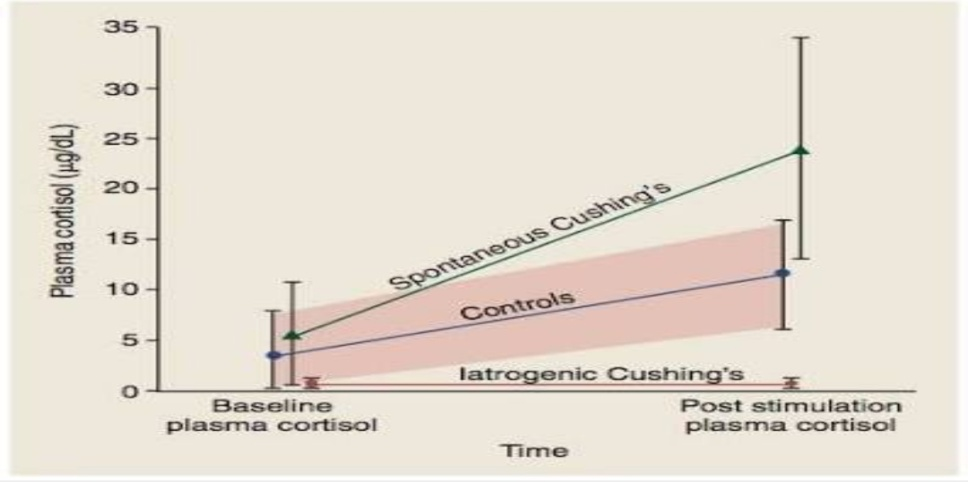 35
30
25
20
15
10
5
0
Plasma cortisol (µg/dL)
Spontaneous Cushing's
Controls
Iatrogenic Cushing's
Baseline
plasma cortisol
Post stimulation
plasma cortisol
Time